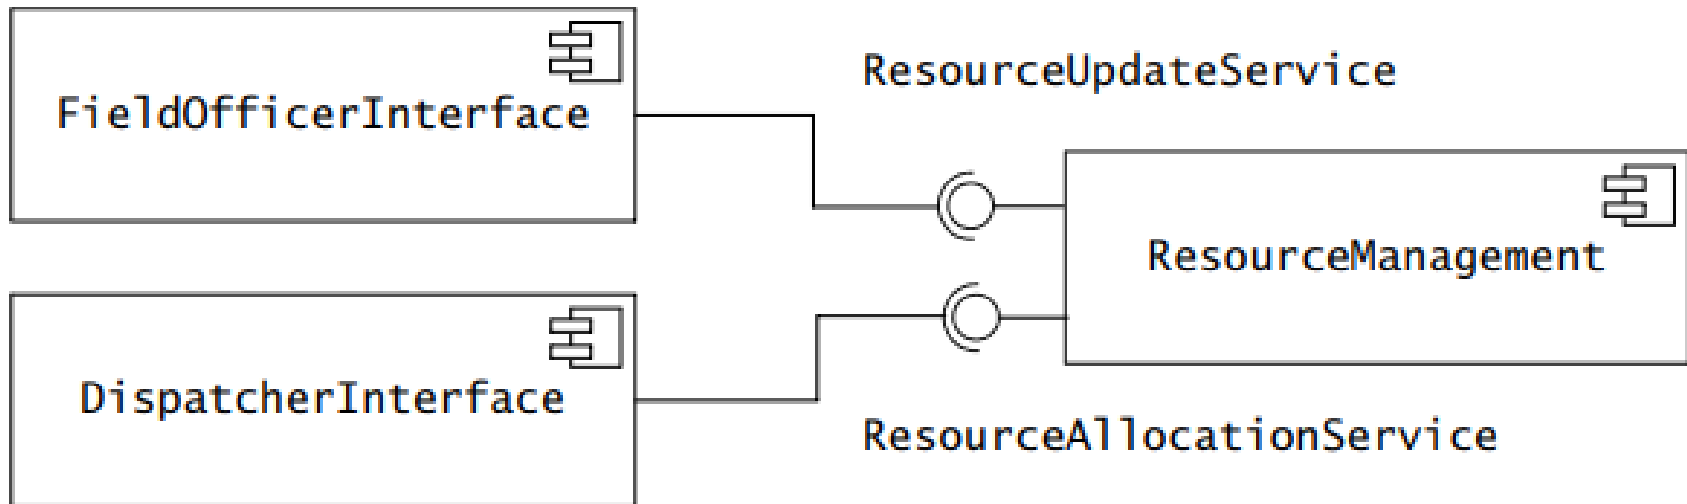 ResourceUpdateService
FieldOfficerInterface
ResourceManagement
DispatcherInterface
ResourceAllocationService